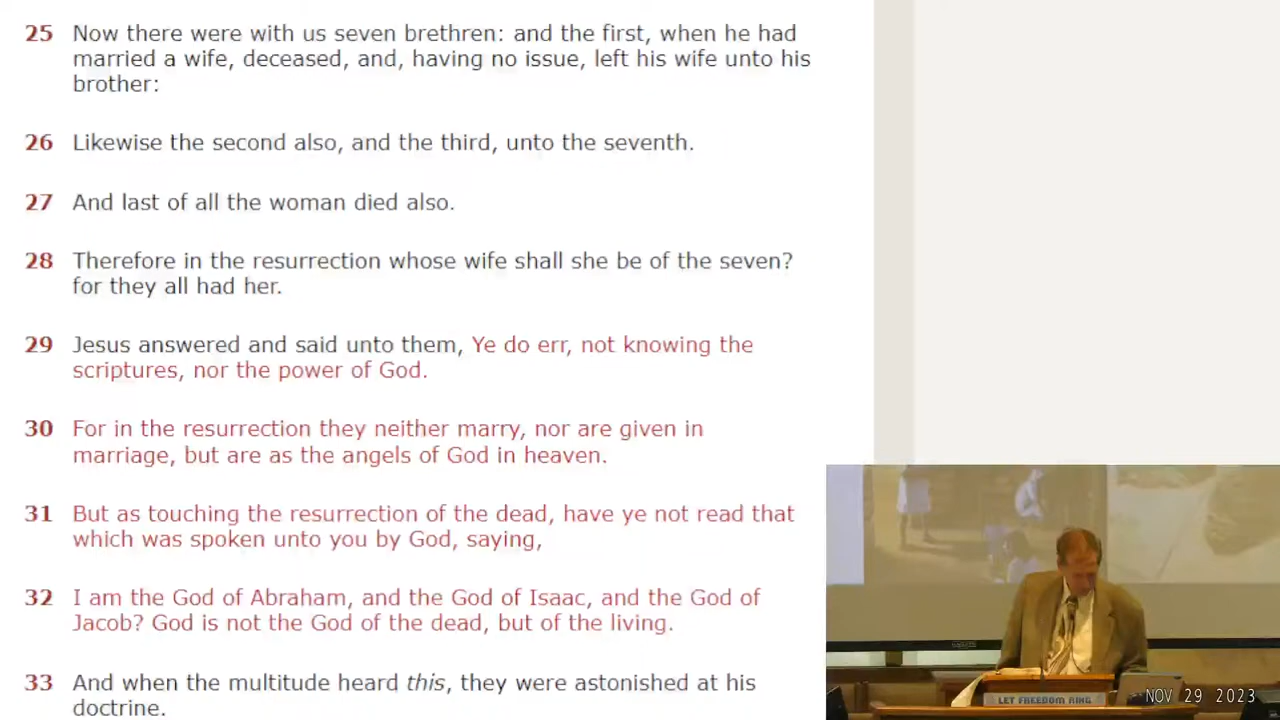 25 Now there were with us seven brethren: and the first, when he had
married a wife, deceased, and, having no issue, left his wife unto his
brother:
26 Likewise the second also, and the third, unto the seventh.
27 And last of all the woman died also.
28 Therefore in the resurrection whose wife shall she be of the seven?
for they all had her.
29 Jesus answered and said unto them, Ye do err, not knowing the
scriptures, nor the power of God.
30 For in the resurrection they neither marry, nor are given in
marriage, but are as the angels of God in heaven.
31 But as touching the resurrection of the dead, have ye not read that
which was spoken unto you by God, saying,
32 I am the God of Abraham, and the God of Isaac, and the God of
Jacob? God is not the God of the dead, but of the living.
33 And when the multitude heard this, they were astonished at his
doctrine.
LET FREEDOM RING
NOV 29 2023